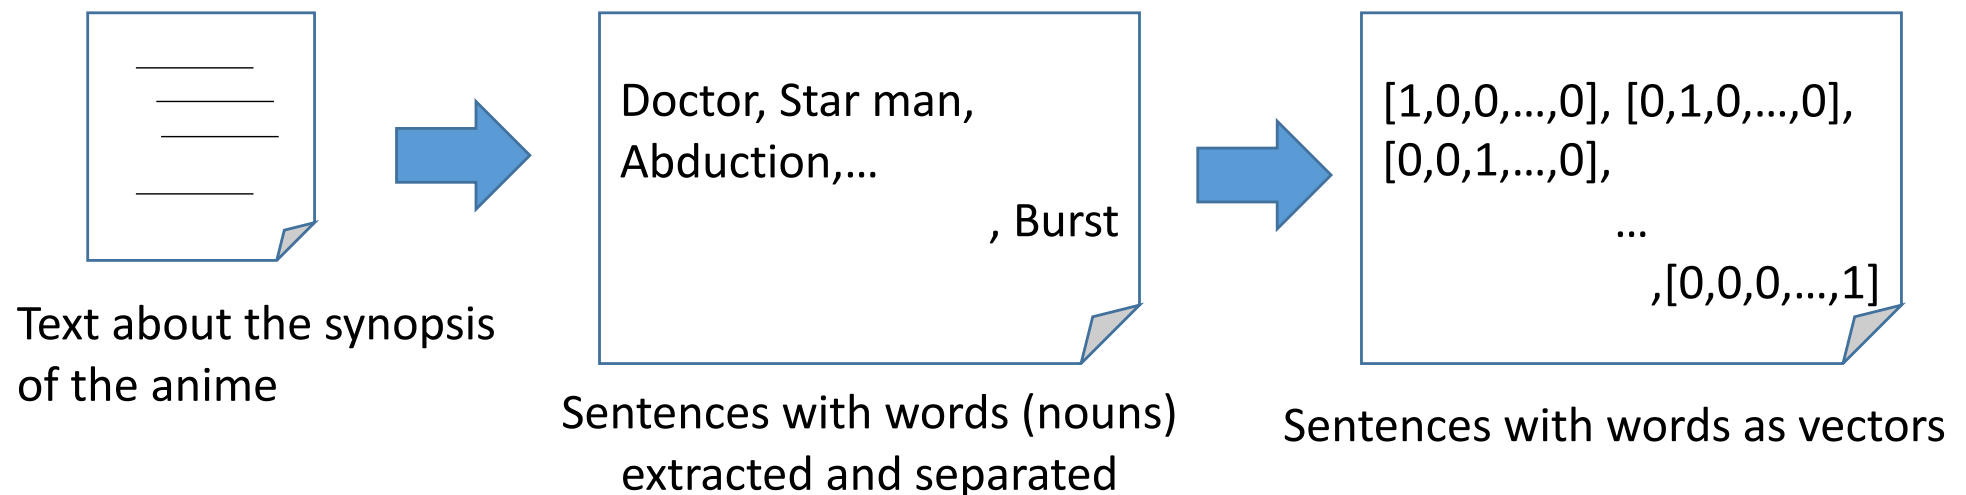 Doctor, Star man,
Abduction,...
, Burst
[1,0,0,...,0], [0,1,0,...,0],
[0,0,1,...,0],
...
,[0,0,0,...,1]
Text about the synopsis
of the anime
Sentences with words (nouns)
extracted and separated
Sentences with words as vectors